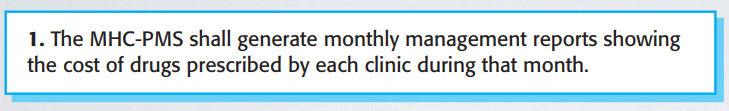 1. The MHC-PMS shall generate monthly management reports showing
the cost of drugs prescribed by each clinic during that month.